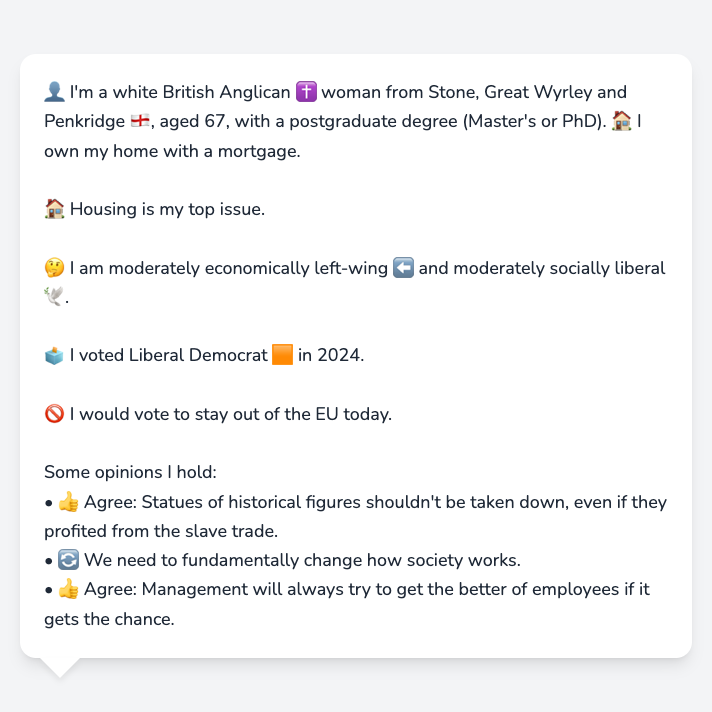 👤 I'm a white British Anglican ✝️ woman from Stone, Great Wyrley and
Penkridge 🏴󠁧󠁢󠁥󠁮󠁧󠁿, aged 67, with a postgraduate degree (Master's or PhD). 🏠 I
own my home with a mortgage.
🏠 Housing is my top issue.
🤔 I am moderately economically left-wing ⬅️ and moderately socially liberal
🕊️.
🗳️ I voted Liberal Democrat 🟧 in 2024.
🚫 I would vote to stay out of the EU today.
Some opinions I hold:
• 👍 Agree: Statues of historical figures shouldn't be taken down, even if they
profited from the slave trade.
• 🔄 We need to fundamentally change how society works.
• 👍 Agree: Management will always try to get the better of employees if it
gets the chance.